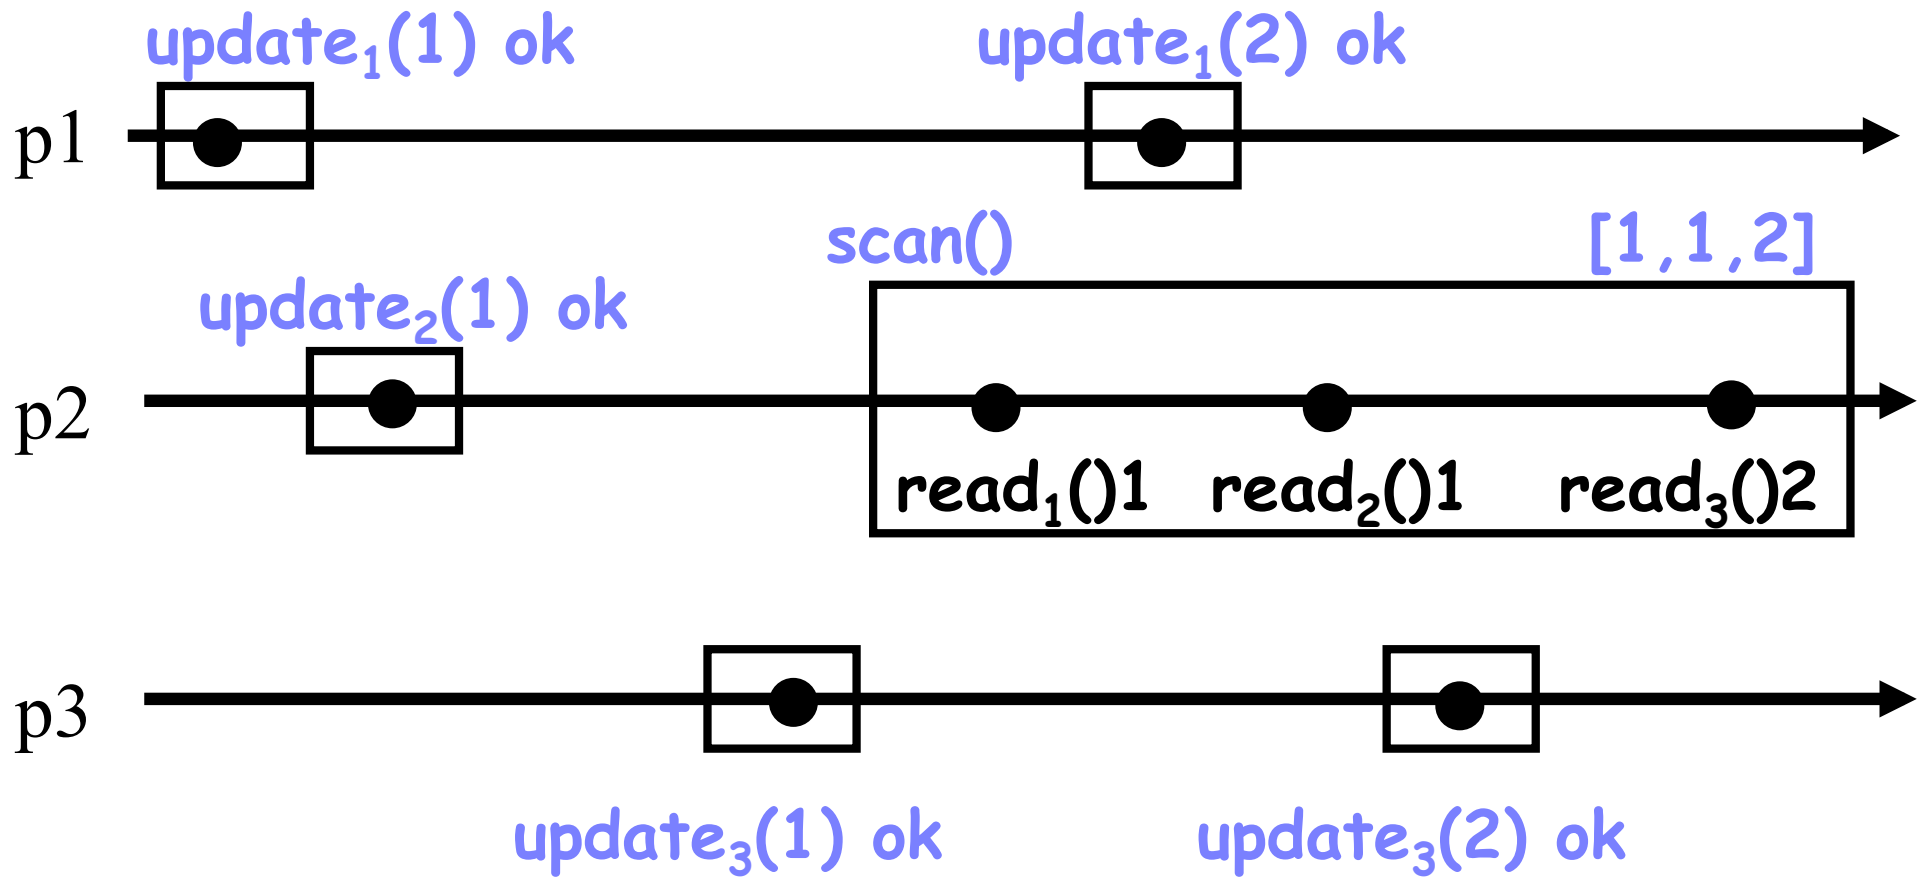 update₁(1) ok update₁(2) ok
p1
scan() [1,1,2]
update₂(1) ok
p2
read₁()1 read₂()1 read₃()2
p3
update₃(1) ok update₃(2) ok